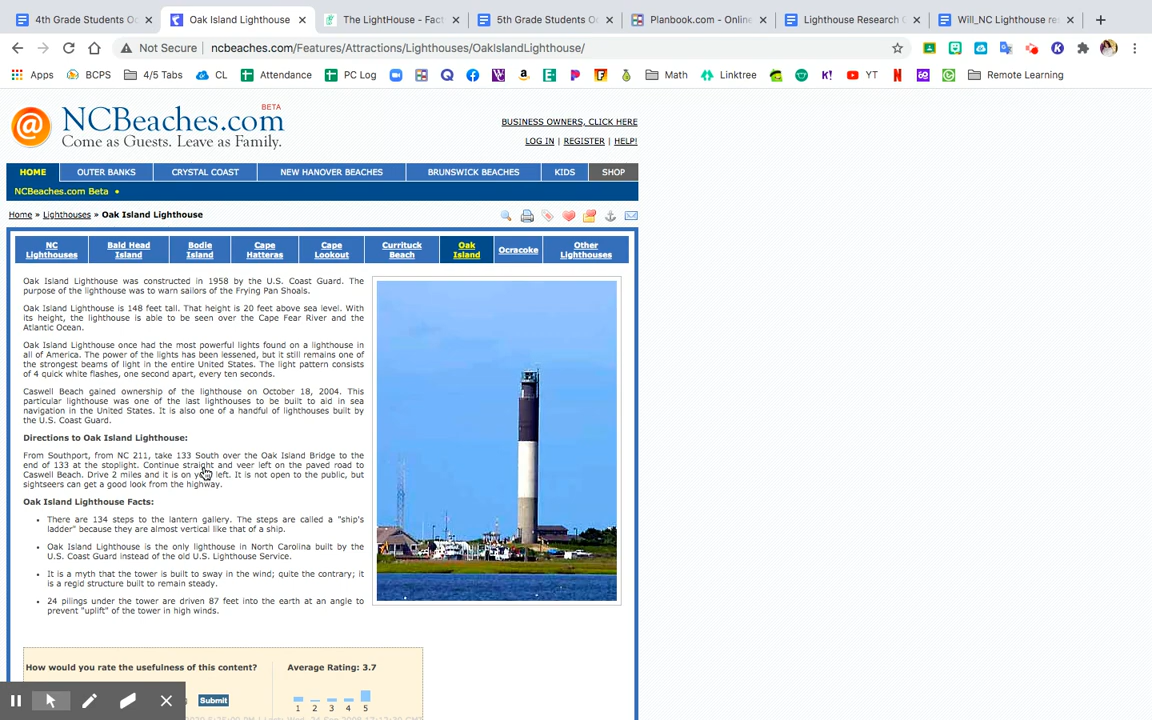 4th Grade Students Oc
Oak Island Lighthouse
The LightHouse - Fact
5th Grade Students Oc
Planbook.com - Online
Lighthouse Research G
Will_NC Lighthouse re
Not Secure | ncbeaches.com/Features/Attractions/Lighthouses/OakIslandLighthouse/
Apps BCPS 4/5 Tabs CL Attendance PC Log Math Linktree K! YT Remote Learning
BETA
@ NCBeaches.com
Come as Guests. Leave as Family.
BUSINESS OWNERS, CLICK HERE
LOG IN | REGISTER | HELP!
HOME OUTER BANKS CRYSTAL COAST NEW HANOVER BEACHES BRUNSWICK BEACHES KIDS SHOP
NCBeaches.com Beta •
Home » Lighthouses » Oak Island Lighthouse
NC Lighthouses
Bald Head Island
Bodie Island
Cape Hatteras
Cape Lookout
Currituck Beach
Oak Island
Ocracoke
Other Lighthouses
Oak Island Lighthouse was constructed in 1958 by the U.S. Coast Guard. The
purpose of the lighthouse was to warn sailors of the Frying Pan Shoals.
Oak Island Lighthouse is 148 feet tall. That height is 20 feet above sea level. With
its height, the lighthouse is able to be seen over the Cape Fear River and the
Atlantic Ocean.
Oak Island Lighthouse once had the most powerful lights found on a lighthouse in
all of America. The power of the lights has been lessened, but it still remains one of
the strongest beams of light in the entire United States. The light pattern consists
of 4 quick white flashes, one second apart, every ten seconds.
Caswell Beach gained ownership of the lighthouse on October 18, 2004. This
particular lighthouse was one of the last lighthouses to be built to aid in sea
navigation in the United States. It is also one of a handful of lighthouses built by
the U.S. Coast Guard.
Directions to Oak Island Lighthouse:
From Southport, from NC 211, take 133 South over the Oak Island Bridge to the
end of 133 at the stoplight. Continue straight and veer left on the paved road to
Caswell Beach. Drive 2 miles and it is on your left. It is not open to the public, but
sightseers can get a good look from the highway.
Oak Island Lighthouse Facts:
• There are 134 steps to the lantern gallery. The steps are called a "ship's
ladder" because they are almost vertical like that of a ship.
• Oak Island Lighthouse is the only lighthouse in North Carolina built by the
U.S. Coast Guard instead of the old U.S. Lighthouse Service.
• It is a myth that the tower is built to sway in the wind; quite the contrary; it
is a regid structure built to remain steady.
• 24 pilings under the tower are driven 87 feet into the earth at an angle to
prevent "uplift" of the tower in high winds.
How would you rate the usefulness of this content?
Average Rating: 3.7
Submit
1 2 3 4 5